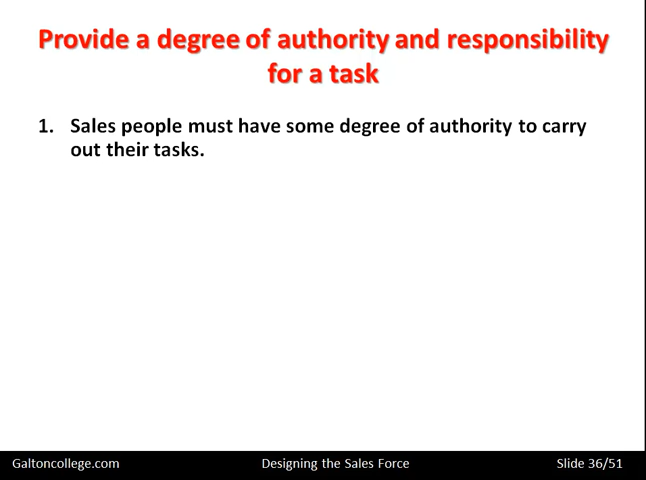 Provide a degree of authority and responsibility
for a task
1. Sales people must have some degree of authority to carry
out their tasks.
Galtoncollege.com Designing the Sales Force Slide 36/51